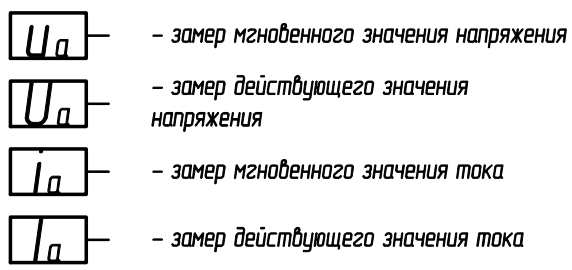 uа – замер мгновенного значения напряжения
Uа – замер действующего значения
напряжения
iа – замер мгновенного значения тока
Iа – замер действующего значения тока